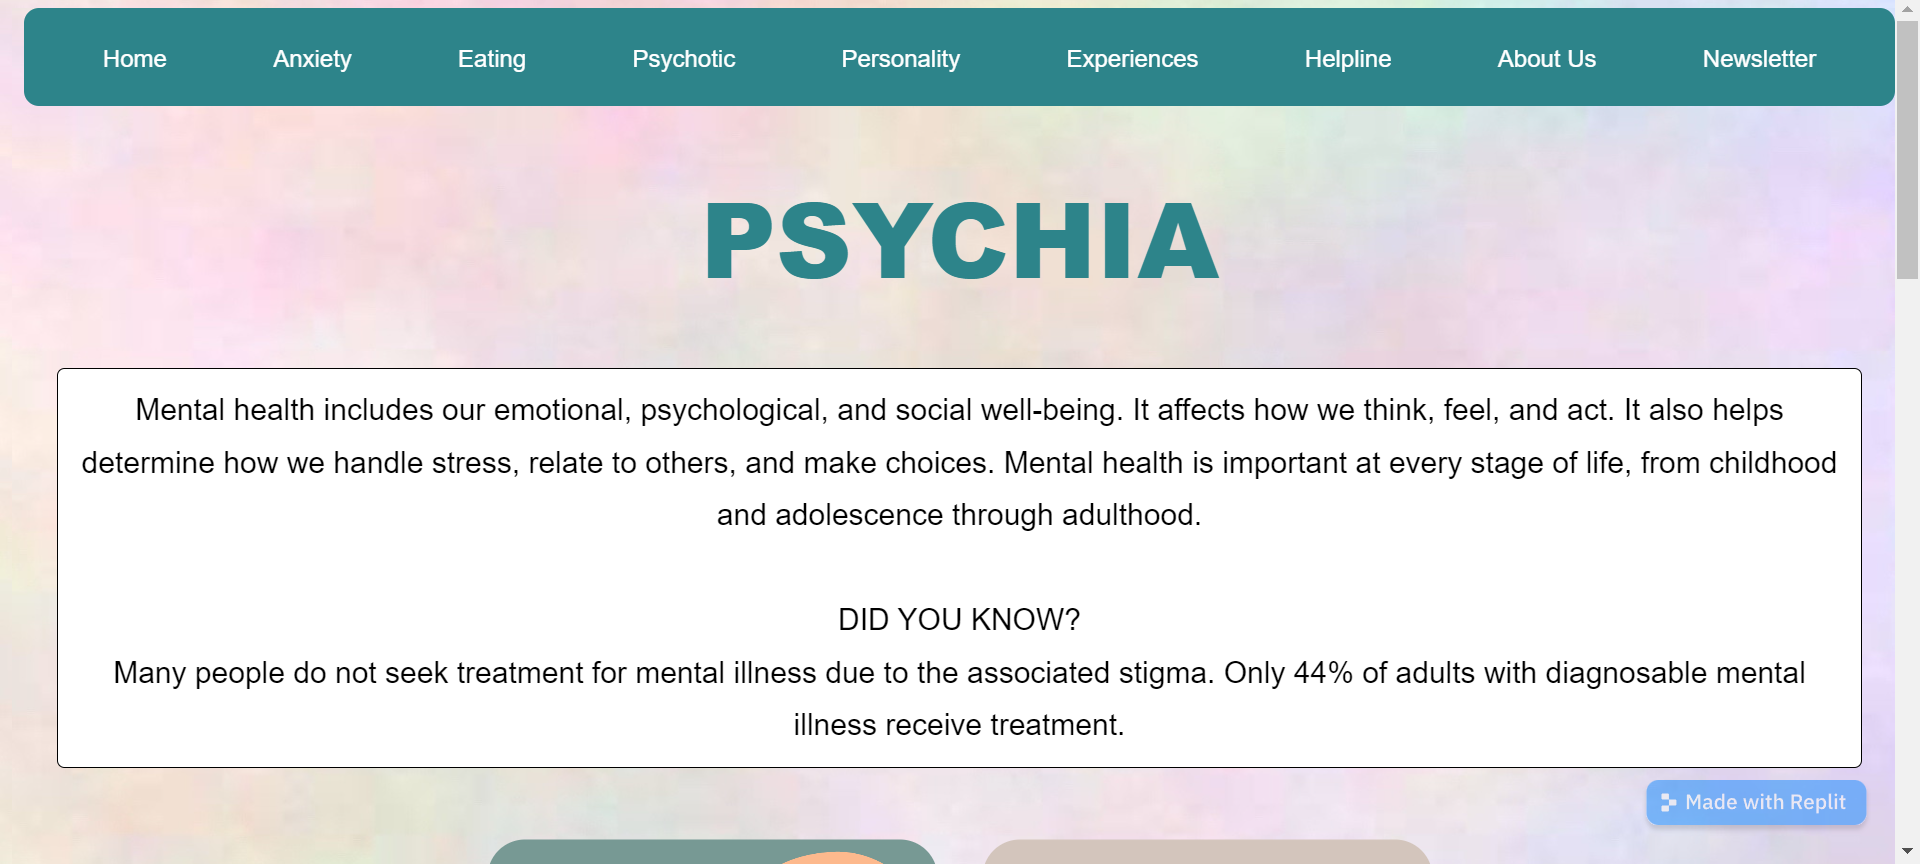 Home Anxiety Eating Psychotic Personality Experiences Helpline About Us Newsletter
PSYCHIA
Mental health includes our emotional, psychological, and social well-being. It affects how we think, feel, and act. It also helps
determine how we handle stress, relate to others, and make choices. Mental health is important at every stage of life, from childhood
and adolescence through adulthood.
DID YOU KNOW?
Many people do not seek treatment for mental illness due to the associated stigma. Only 44% of adults with diagnosable mental
illness receive treatment.
Made with Replit